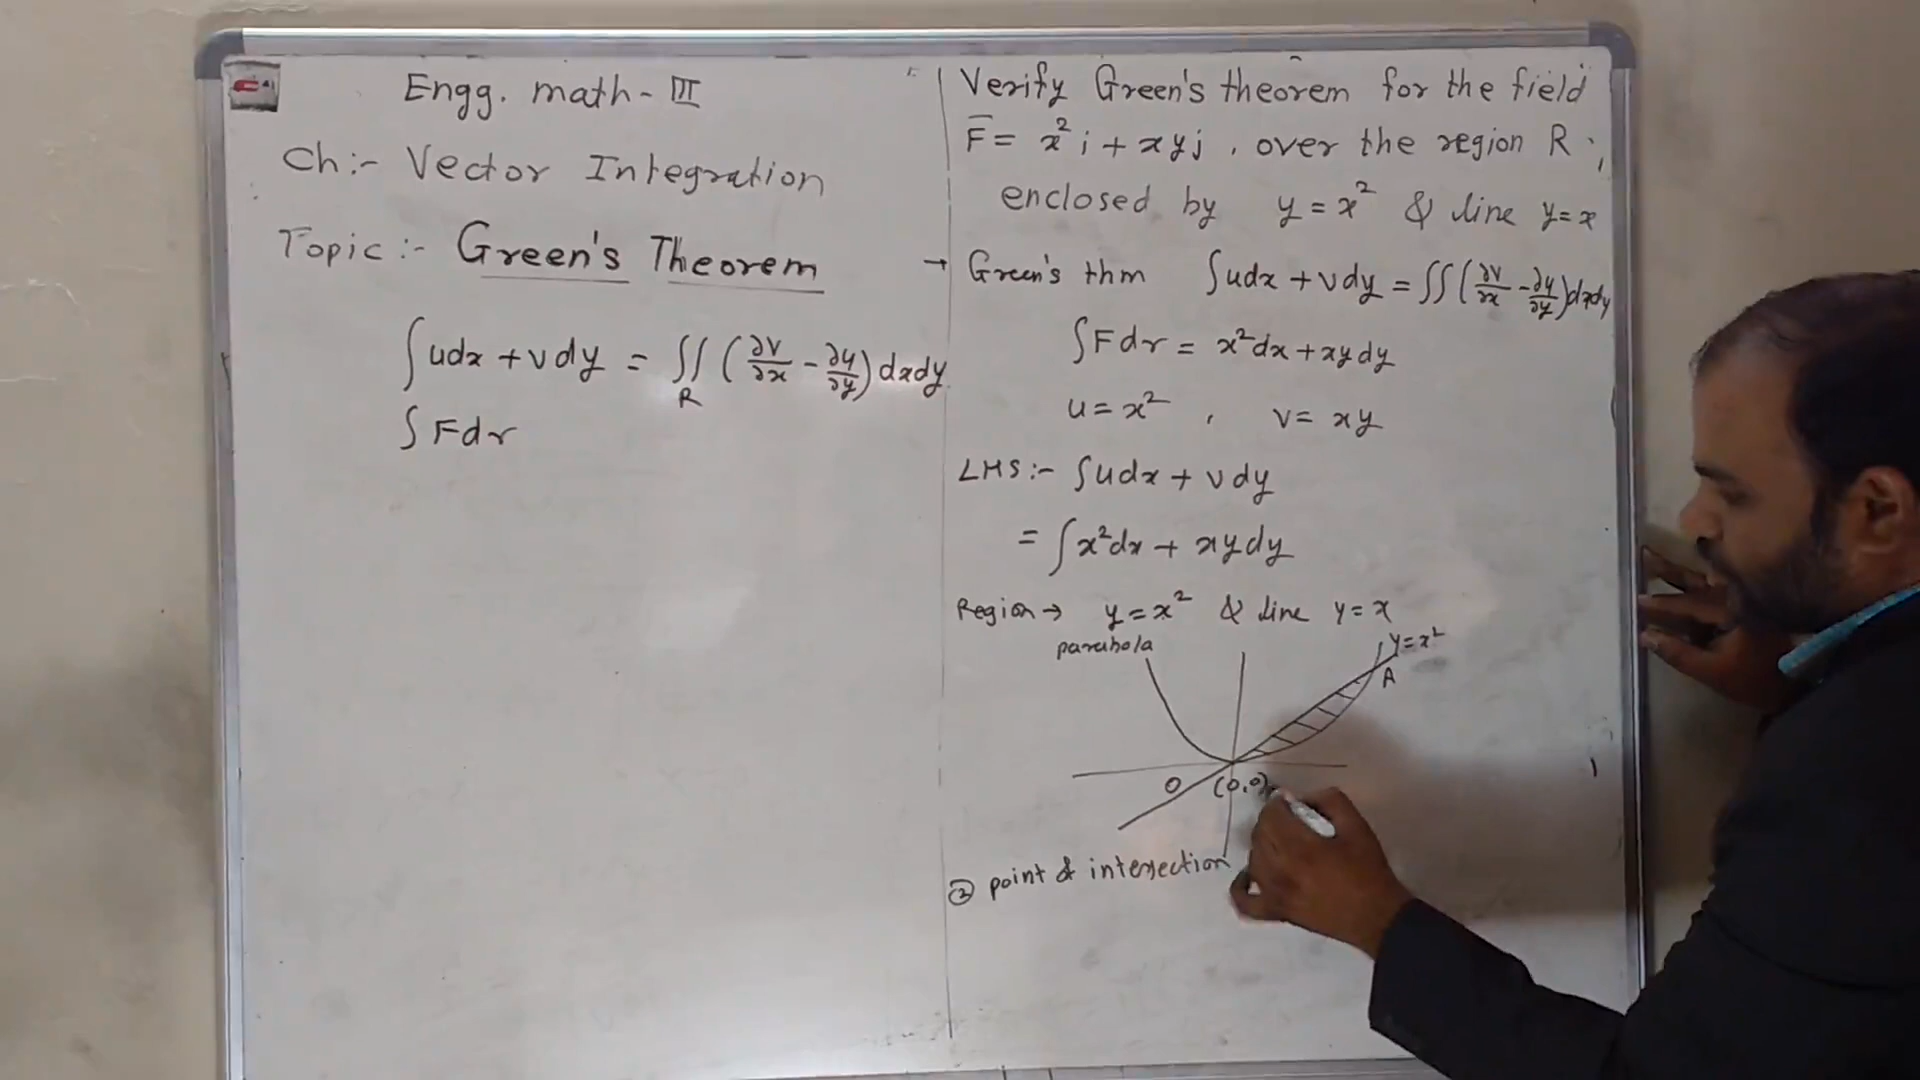 Engg. math-III
Ch:- Vector Integration
Topic:- Green's Theorem
∫udx + vdy = ∬_R (∂v/∂x - ∂u/∂y) dxdy
∫Fdr
Verify Green's theorem for the field
F̅ = x²i + xyj, over the region R,
enclosed by y = x² & line y=x
→ Green's thm ∫udx + vdy = ∬(∂v/∂x - ∂u/∂y)dxdy
∫Fdr = x²dx + xydy
u = x² , v = xy
LHS:- ∫udx + vdy
= ∫x²dx + xydy
Region → y = x² & line y = x
parabola
y=x²
A
O (0,0)
② point of intersection